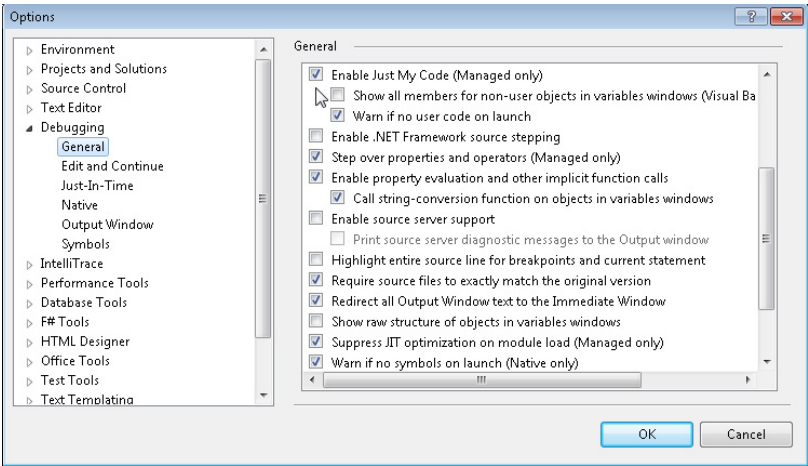 Options
Environment
Projects and Solutions
Source Control
Text Editor
Debugging
General
Edit and Continue
Just-In-Time
Native
Output Window
Symbols
IntelliTrace
Performance Tools
Database Tools
F# Tools
HTML Designer
Office Tools
Test Tools
Text Templating
General
Enable Just My Code (Managed only)
Show all members for non-user objects in variables windows (Visual Ba
Warn if no user code on launch
Enable .NET Framework source stepping
Step over properties and operators (Managed only)
Enable property evaluation and other implicit function calls
Call string-conversion function on objects in variables windows
Enable source server support
Print source server diagnostic messages to the Output window
Highlight entire source line for breakpoints and current statement
Require source files to exactly match the original version
Redirect all Output Window text to the Immediate Window
Show raw structure of objects in variables windows
Suppress JIT optimization on module load (Managed only)
Warn if no symbols on launch (Native only)
OK
Cancel